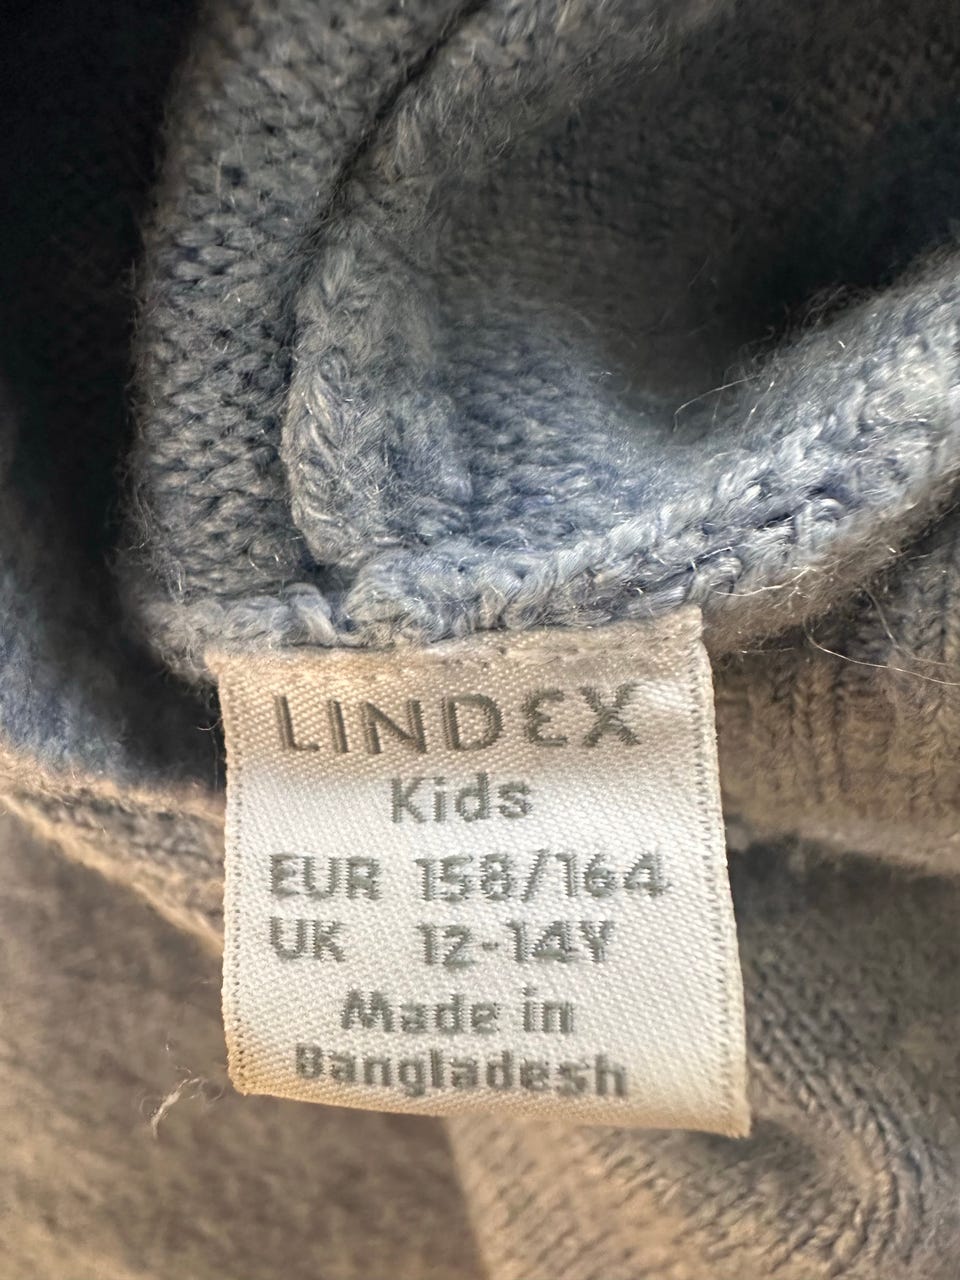 LINDEX
Kids
EUR 158/164
UK 12-14Y
Made in
Bangladesh